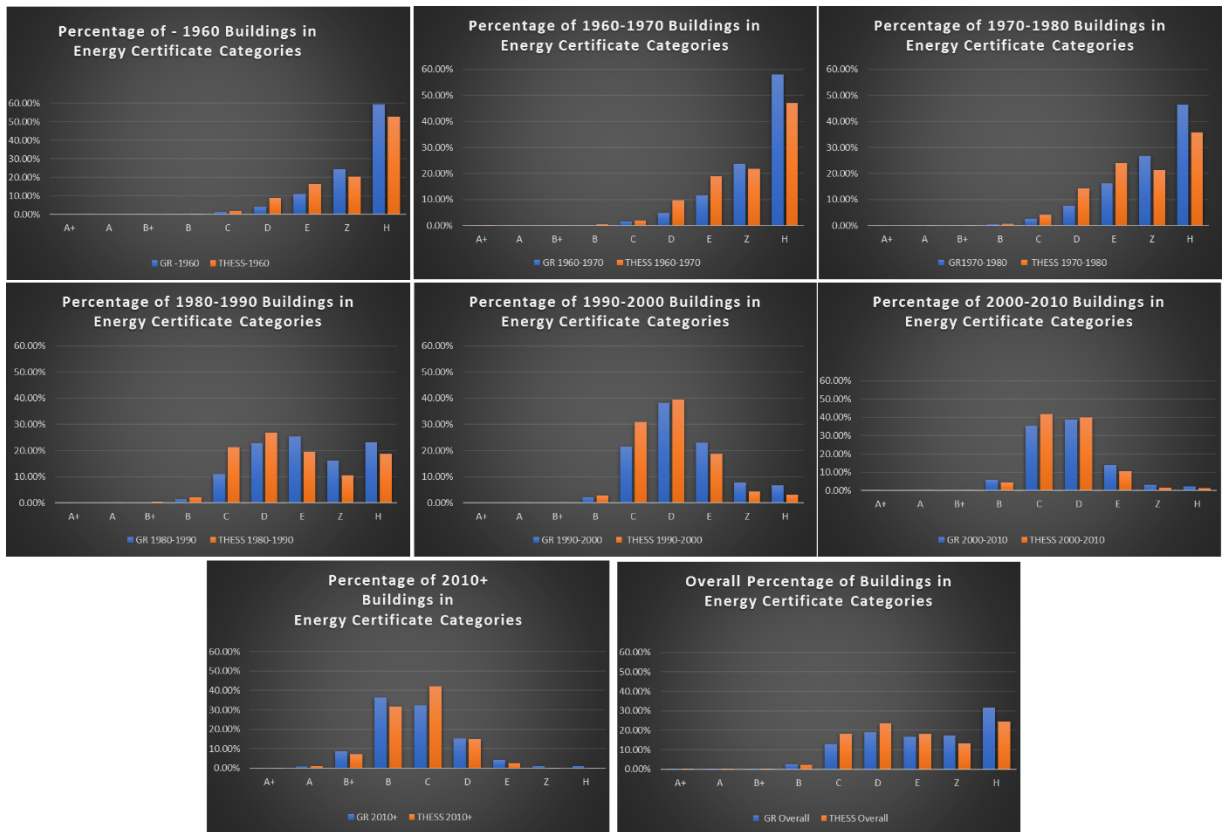 Percentage of - 1960 Buildings in
Energy Certificate Categories
60.00%
50.00%
40.00%
30.00%
20.00%
10.00%
0.00%
A+ A B+ B C D E Z H
GR -1960 THESS-1960
Percentage of 1960-1970 Buildings in
Energy Certificate Categories
60.00%
50.00%
40.00%
30.00%
20.00%
10.00%
0.00%
A+ A B+ B C D E Z H
GR 1960-1970 THESS 1960-1970
Percentage of 1970-1980 Buildings in
Energy Certificate Categories
60.00%
50.00%
40.00%
30.00%
20.00%
10.00%
0.00%
A+ A B+ B C D E Z H
GR1970-1980 THESS 1970-1980
Percentage of 1980-1990 Buildings in
Energy Certificate Categories
60.00%
50.00%
40.00%
30.00%
20.00%
10.00%
0.00%
A+ A B+ B C D E Z H
GR 1980-1990 THESS 1980-1990
Percentage of 1990-2000 Buildings in
Energy Certificate Categories
60.00%
50.00%
40.00%
30.00%
20.00%
10.00%
0.00%
A+ A B+ B C D E Z H
GR 1990-2000 THESS 1990-2000
Percentage of 2000-2010 Buildings in
Energy Certificate Categories
60.00%
50.00%
40.00%
30.00%
20.00%
10.00%
0.00%
A+ A B+ B C D E Z H
GR 2000-2010 THESS 2000-2010
Percentage of 2010+
Buildings in
Energy Certificate Categories
60.00%
50.00%
40.00%
30.00%
20.00%
10.00%
0.00%
A+ A B+ B C D E Z H
GR 2010+ THESS 2010+
Overall Percentage of Buildings in
Energy Certificate Categories
60.00%
50.00%
40.00%
30.00%
20.00%
10.00%
0.00%
A+ A B+ B C D E Z H
GR Overall THESS Overall